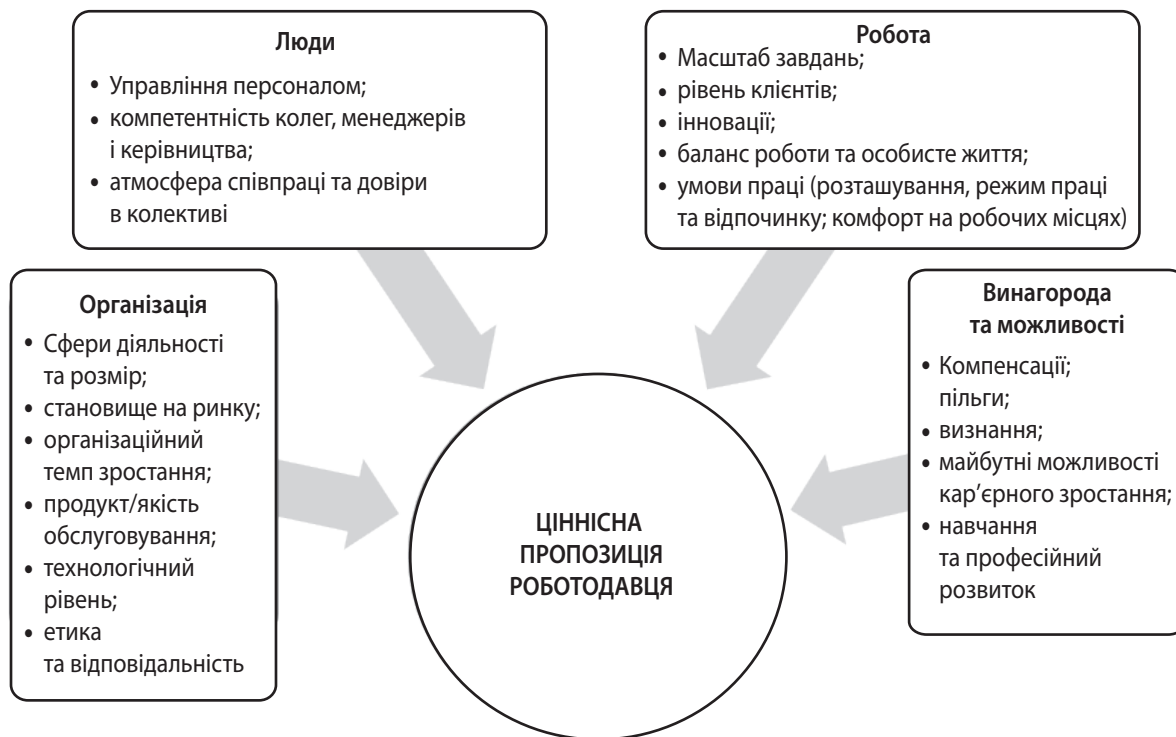 Люди
• Управління персоналом;
• компетентність колег, менеджерів
і керівництва;
• атмосфера співпраці та довіри
в колективі
Робота
• Масштаб завдань;
• рівень клієнтів;
• інновації;
• баланс роботи та особисте життя;
• умови праці (розташування, режим праці
та відпочинку; комфорт на робочих місцях)
Організація
• Сфери діяльності
та розмір;
• становище на ринку;
• організаційний
темп зростання;
• продукт/якість
обслуговування;
• технологічний
рівень;
• етика
та відповідальність
Винагорода
та можливості
• Компенсації;
пільги;
• визнання;
• майбутні можливості
кар’єрного зростання;
• навчання
та професійний
розвиток
ЦІННІСНА
ПРОПОЗИЦІЯ
РОБОТОДАВЦЯ